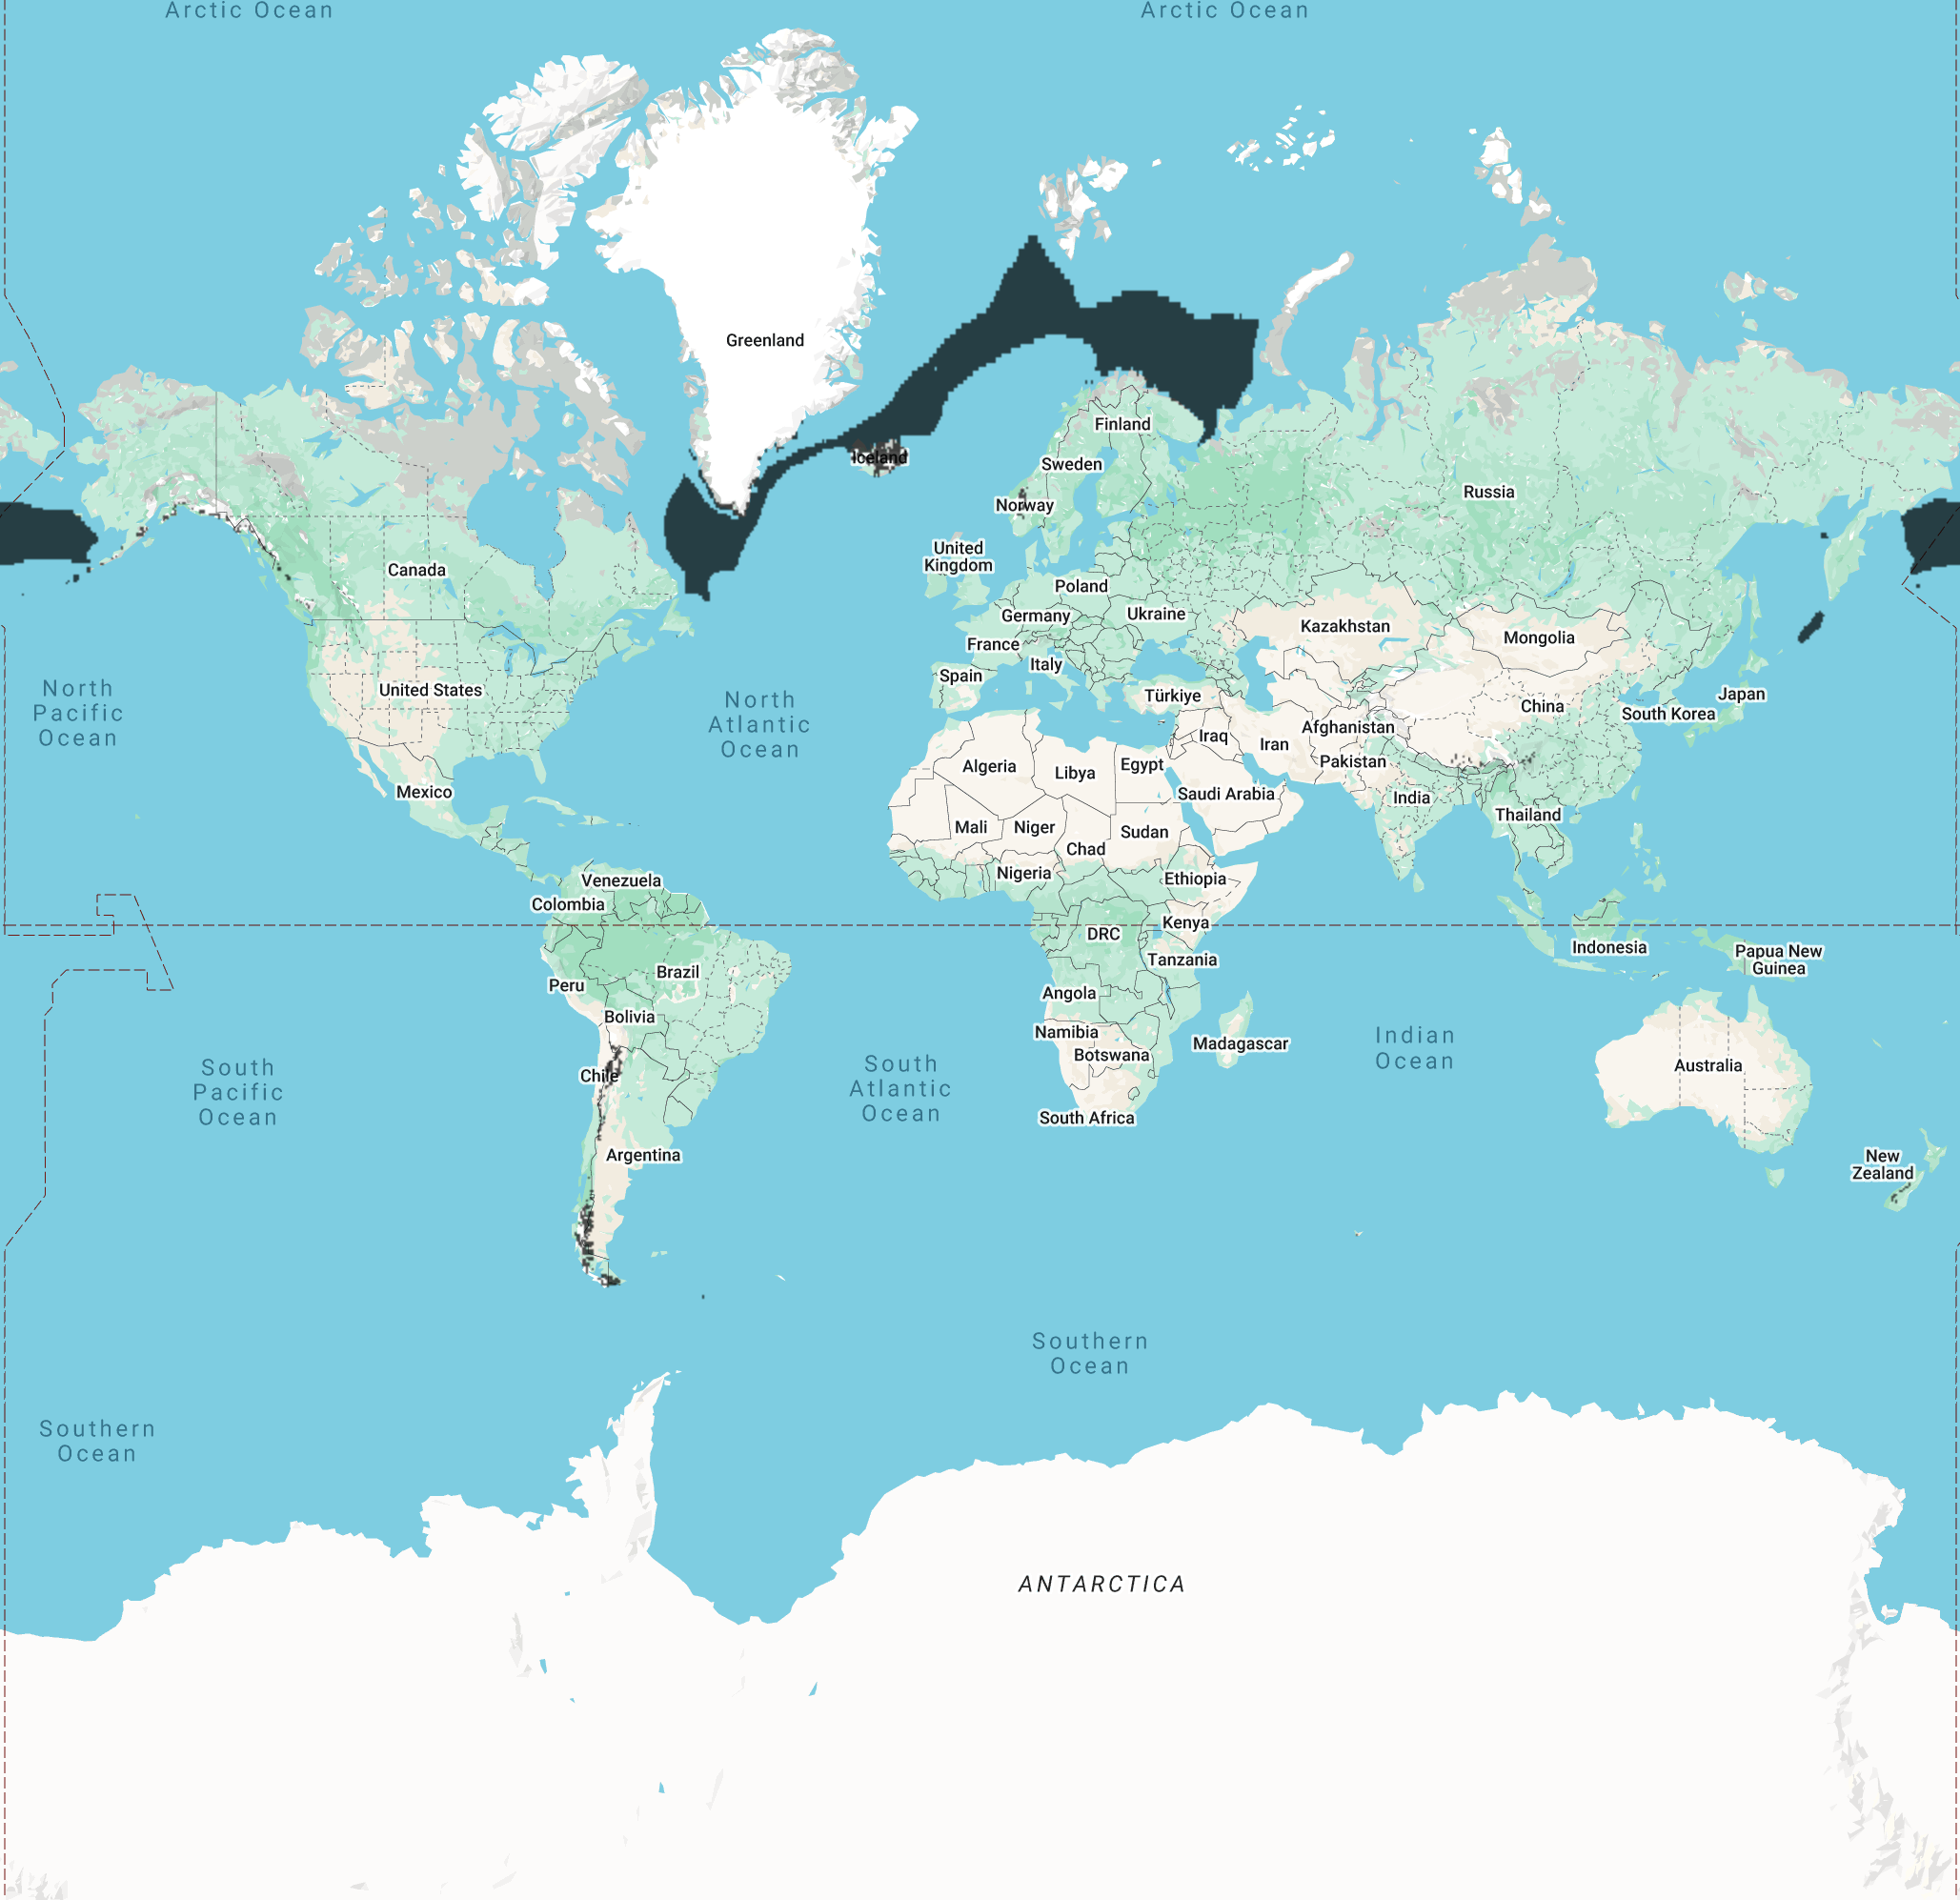 Arctic Ocean
Arctic Ocean
Greenland
Iceland
Finland
Sweden
Norway
Russia
United
Kingdom
Canada
Poland
Germany
Ukraine
Kazakhstan
Mongolia
France
Italy
Spain
United States
Türkiye
Japan
China
South Korea
North
Pacific
Ocean
North
Atlantic
Ocean
Afghanistan
Iraq
Iran
Pakistan
Algeria
Libya
Egypt
Saudi Arabia
Mexico
India
Thailand
Mali
Niger
Sudan
Chad
Nigeria
Ethiopia
Venezuela
Colombia
Kenya
DRC
Indonesia
Papua New
Guinea
Tanzania
Brazil
Peru
Angola
Bolivia
Namibia
Botswana
Madagascar
Indian
Ocean
Australia
Chile
South
Pacific
Ocean
South
Atlantic
Ocean
South Africa
Argentina
New
Zealand
Southern
Ocean
Southern
Ocean
ANTARCTICA